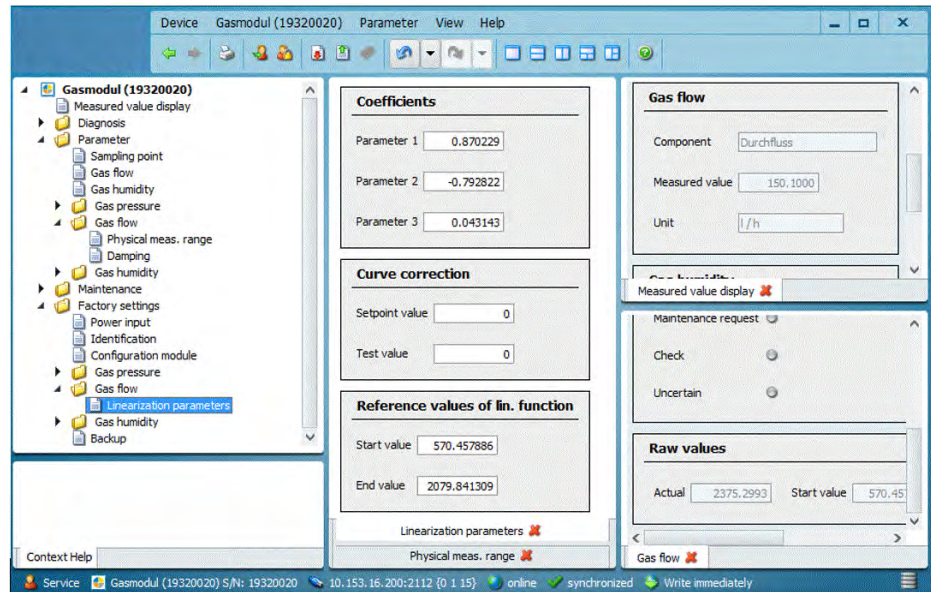 Device Gasmodul (19320020) Parameter View Help
Gasmodul (19320020)
Measured value display
Diagnosis
Parameter
Sampling point
Gas flow
Gas humidity
Gas pressure
Gas flow
Physical meas. range
Damping
Gas humidity
Maintenance
Factory settings
Power input
Identification
Configuration module
Gas pressure
Gas flow
Linearization parameters
Gas humidity
Backup
Context Help
Coefficients
Parameter 1 0.870229
Parameter 2 -0.792822
Parameter 3 0.043143
Curve correction
Setpoint value 0
Test value 0
Reference values of lin. function
Start value 570.457886
End value 2079.841309
Linearization parameters
Physical meas. range
Gas flow
Component Durchfluss
Measured value 150.1000
Unit l/h
Gas humidity
Measured value display
Maintenance request
Check
Uncertain
Raw values
Actual 2375.2993 Start value 570.45
Gas flow
Service Gasmodul (19320020) S/N: 19320020 10.153.16.200:2112 {0 1 15} online synchronized Write immediately